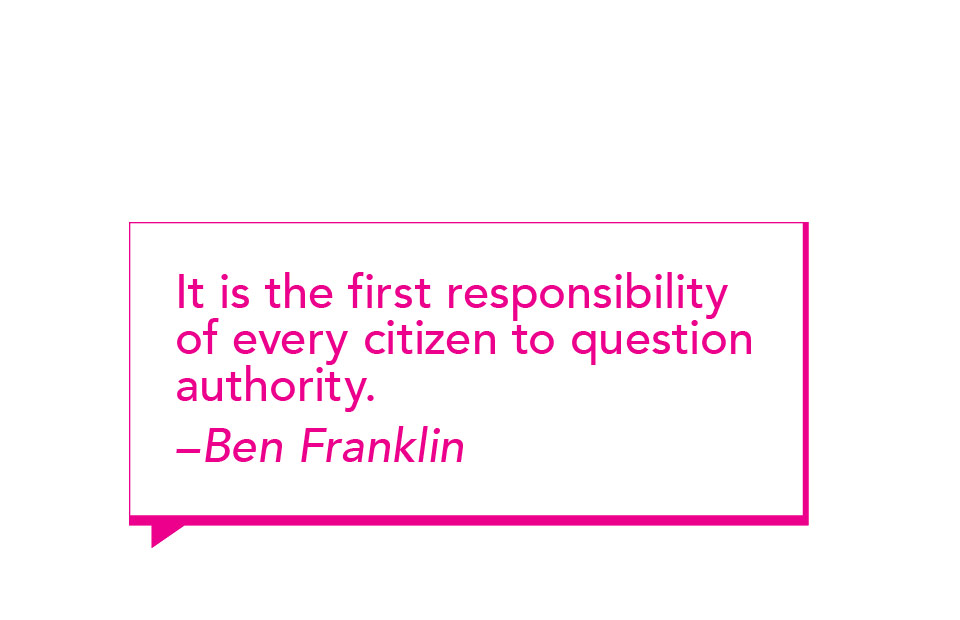 It is the first responsibility
of every citizen to question
authority.
–Ben Franklin